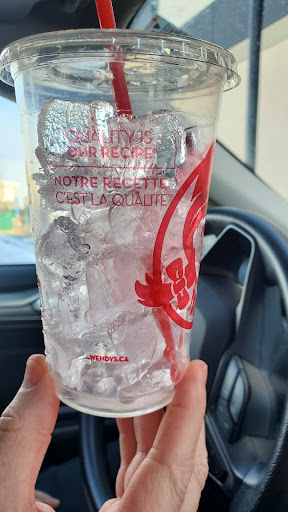 QUALITY IS
OUR RECIPE
NOTRE RECETTE
C'EST LA QUALITÉ
WENDYS.CA